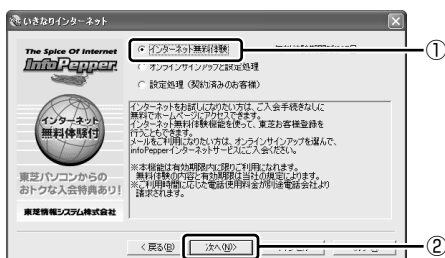 いきなりインターネット
The Spice Of Internet
InfoPepper
インターネット
無料体験付
東芝パソコンからの
おトクな入会特典あり!
東芝情報システム株式会社
インターネット無料体験
オンラインサインアップと設定処理
設定処理 (契約済みのお客様)
インターネットをお試しになりたい方は、ご入会手続きなしに
無料でホームページにアクセスできます。
インターネット無料体験機能を使って、東芝お客様登録を
行うこともできます。
メールをご利用になりたい方は、オンラインサインアップを選んで、
infoPepperインターネットサービスにご入会ください。
※本機能は有効期限内に限りご利用になれます。
無料体験の内容と有効期限は当社の規定によります。
※ご利用時間に応じた電話使用料金が別途電話会社より
請求されます。
< 戻る(B)
次へ(N) >
①
②